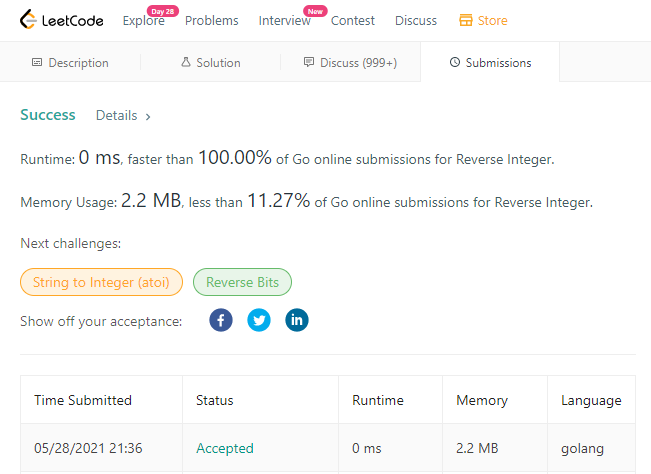 Day 28 New
LeetCode Explore Problems Interview Contest Discuss Store
Description Solution Discuss (999+) Submissions
Success Details >
Runtime: 0 ms, faster than 100.00% of Go online submissions for Reverse Integer.
Memory Usage: 2.2 MB, less than 11.27% of Go online submissions for Reverse Integer.
Next challenges:
String to Integer (atoi) Reverse Bits
Show off your acceptance: f in
Time Submitted Status Runtime Memory Language
05/28/2021 21:36 Accepted 0 ms 2.2 MB golang